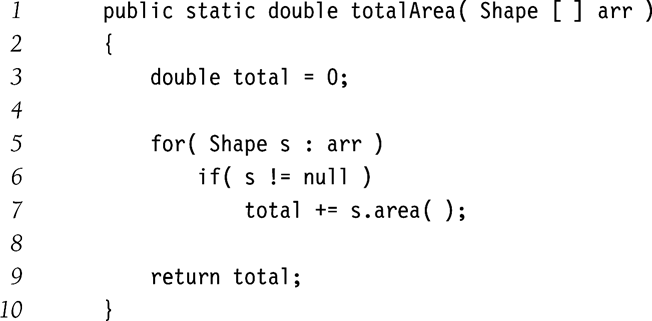 1 public static double totalArea( Shape [ ] arr )
2 {
3 double total = 0;
4
5 for( Shape s : arr )
6 if( s != null )
7 total += s.area( );
8
9 return total;
10 }